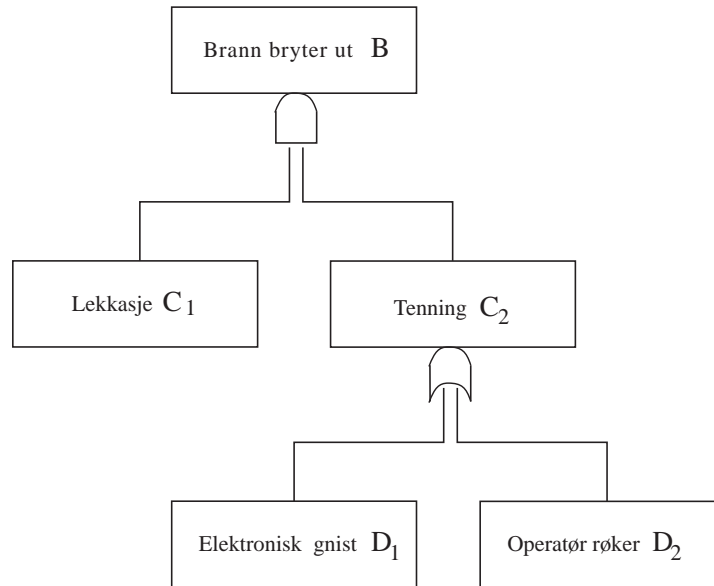 Brann bryter ut B
Lekkasje C1
Tenning C2
Elektronisk gnist D1
Operatør røker D2